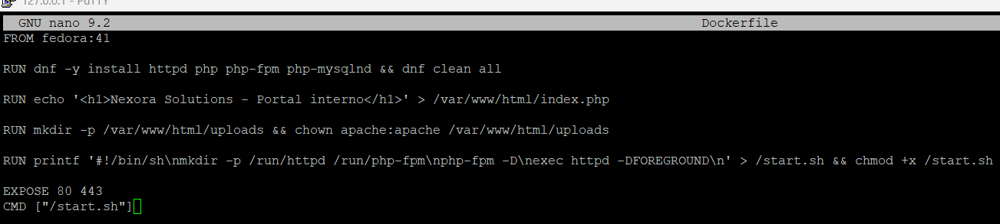 127.0.0.1 - PuTTY
GNU nano 9.2 Dockerfile
FROM fedora:41
RUN dnf -y install httpd php php-fpm php-mysqlnd && dnf clean all
RUN echo '<h1>Nexora Solutions - Portal interno</h1>' > /var/www/html/index.php
RUN mkdir -p /var/www/html/uploads && chown apache:apache /var/www/html/uploads
RUN printf '#!/bin/sh\nmkdir -p /run/httpd /run/php-fpm\nphp-fpm -D\nexec httpd -DFOREGROUND\n' > /start.sh && chmod +x /start.sh
EXPOSE 80 443
CMD ["/start.sh"]